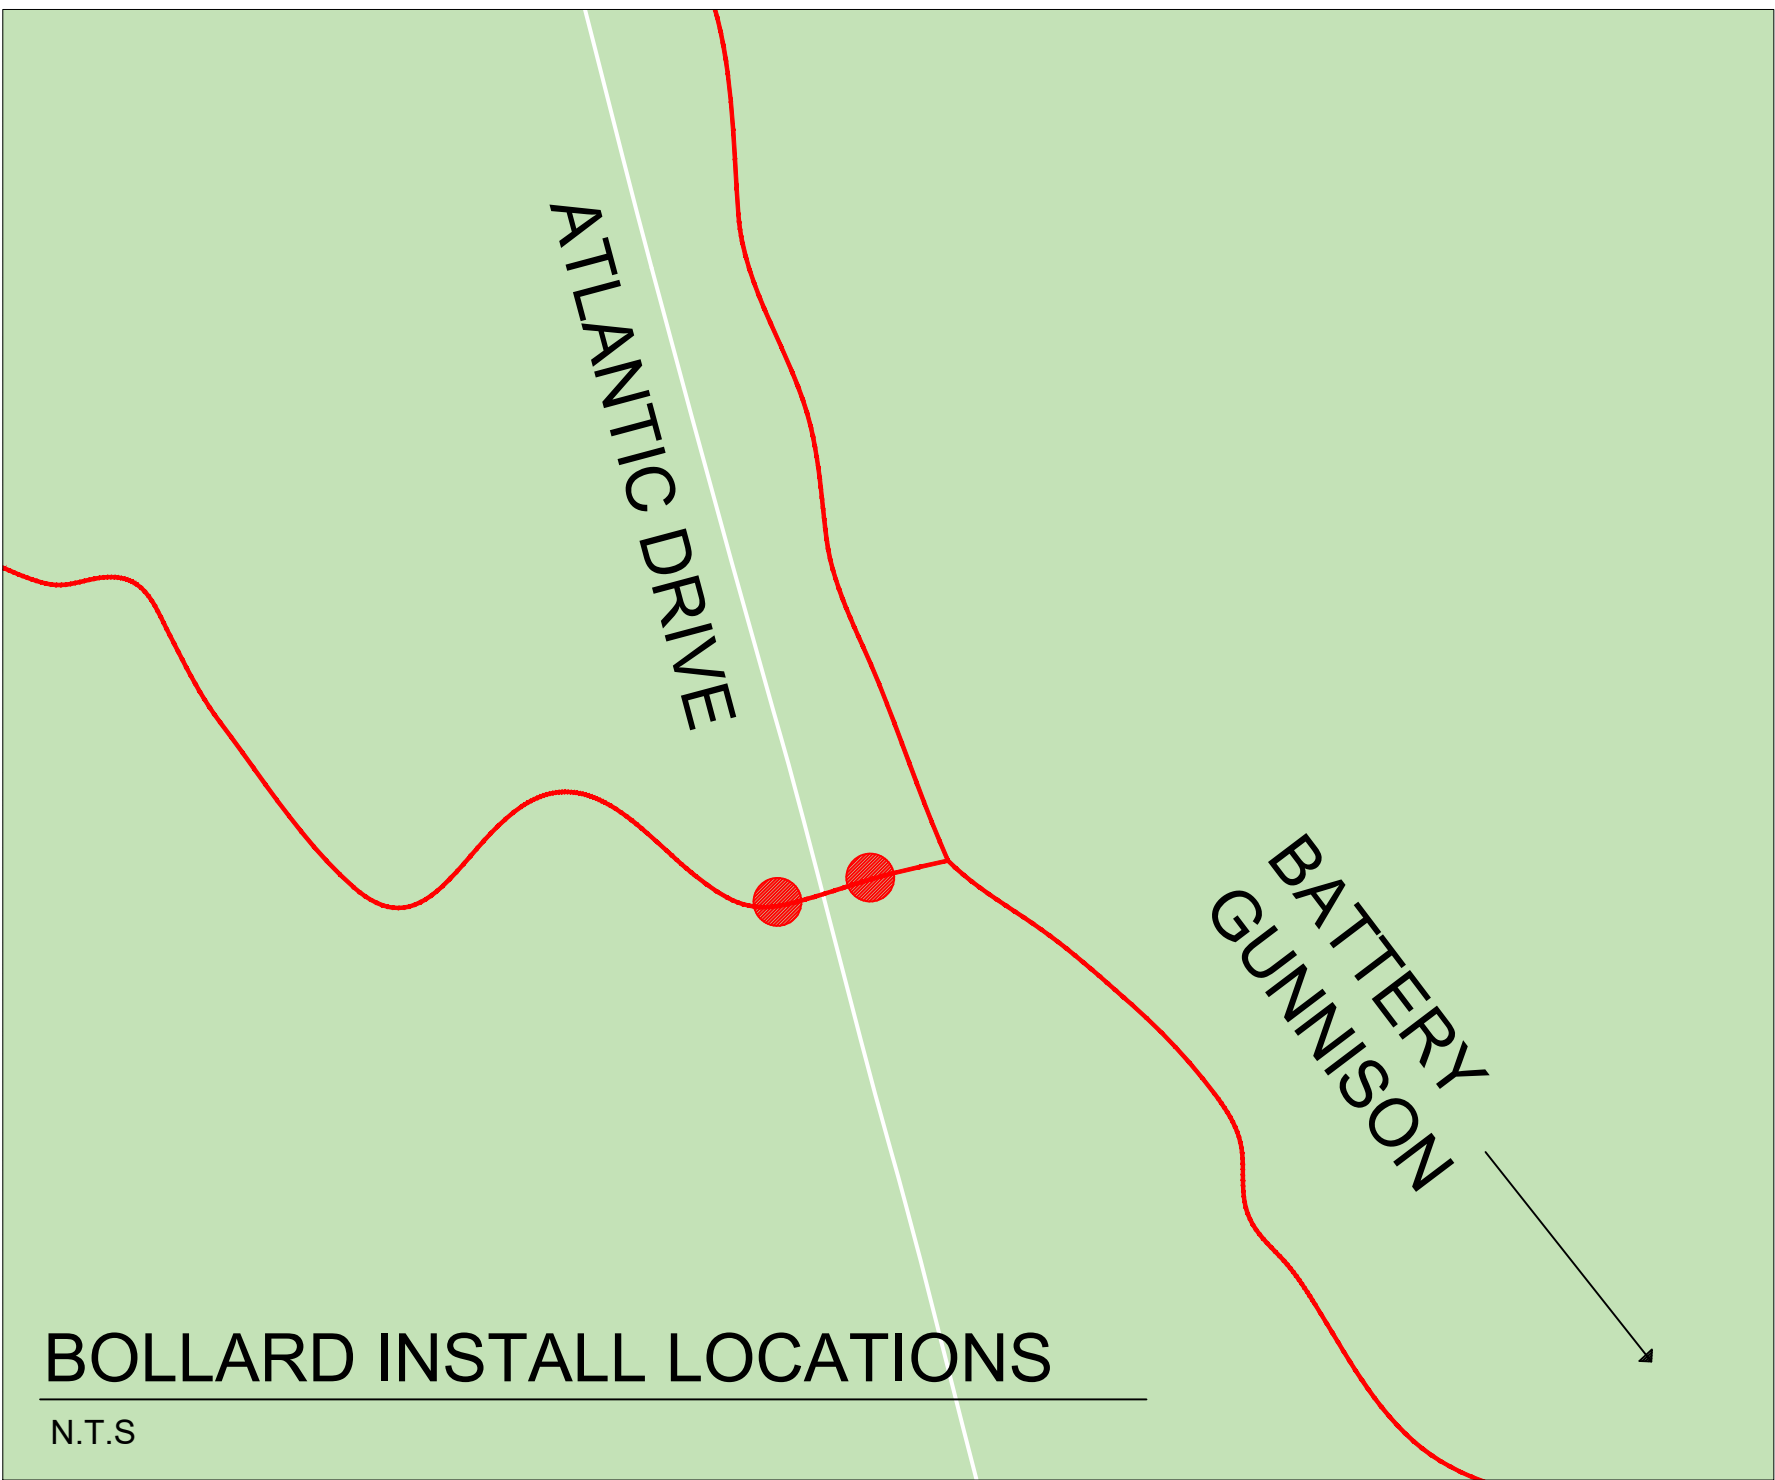 ATLANTIC DRIVE
BATTERY
GUNNISON
BOLLARD INSTALL LOCATIONS
N.T.S